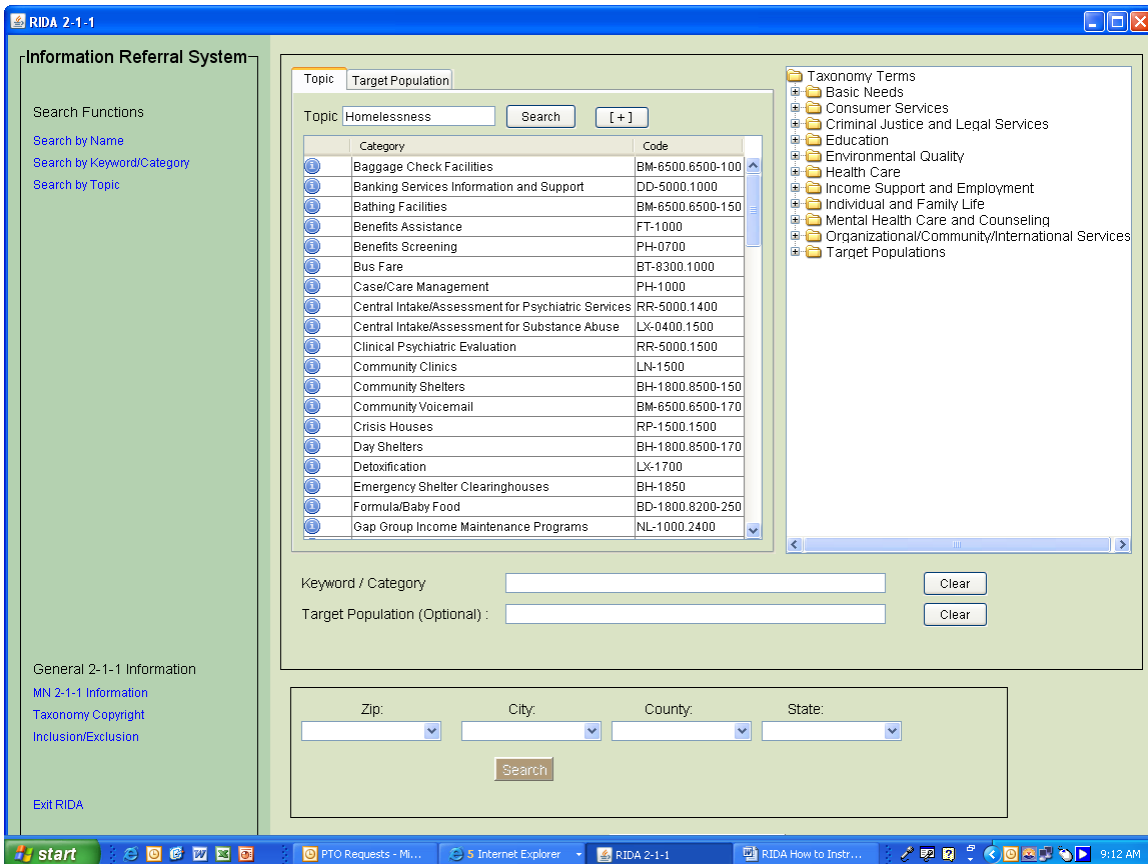 RIDA 2-1-1
Information Referral System
Search Functions
Search by Name
Search by Keyword/Category
Search by Topic
General 2-1-1 Information
MN 2-1-1 Information
Taxonomy Copyright
Inclusion/Exclusion
Exit RIDA
Topic Target Population
Topic Homelessness Search [+]
Category Code
Baggage Check Facilities BM-6500.6500-100
Banking Services Information and Support DD-5000.1000
Bathing Facilities BM-6500.6500-150
Benefits Assistance FT-1000
Benefits Screening PH-0700
Bus Fare BT-8300.1000
Case/Care Management PH-1000
Central Intake/Assessment for Psychiatric Services RR-5000.1400
Central Intake/Assessment for Substance Abuse LX-0400.1500
Clinical Psychiatric Evaluation RR-5000.1500
Community Clinics LN-1500
Community Shelters BH-1800.8500-150
Community Voicemail BM-6500.6500-170
Crisis Houses RP-1500.1500
Day Shelters BH-1800.8500-170
Detoxification LX-1700
Emergency Shelter Clearinghouses BH-1850
Formula/Baby Food BD-1800.8200-250
Gap Group Income Maintenance Programs NL-1000.2400
Taxonomy Terms
Basic Needs
Consumer Services
Criminal Justice and Legal Services
Education
Environmental Quality
Health Care
Income Support and Employment
Individual and Family Life
Mental Health Care and Counseling
Organizational/Community/International Services
Target Populations
Keyword / Category Clear
Target Population (Optional) : Clear
Zip: City: County: State:
Search
start PTO Requests - Mi... 5 Internet Explorer RIDA 2-1-1 RIDA How to Instr... 9:12 AM